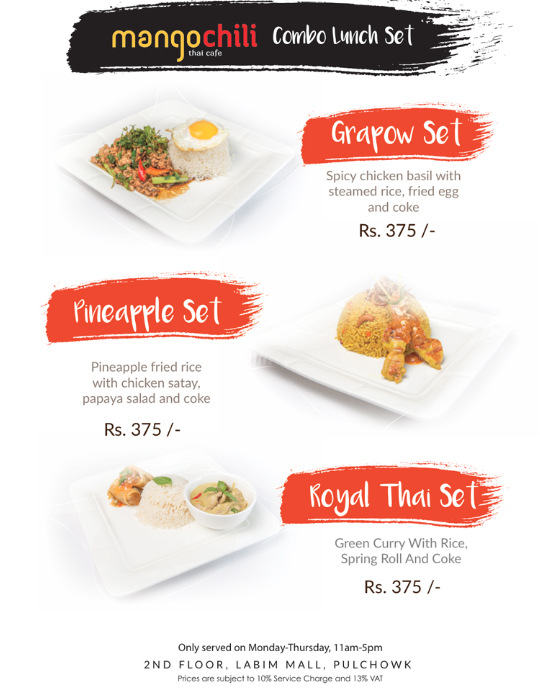 mangochili Combo Lunch Set
thai cafe
Grapow Set
Spicy chicken basil with
steamed rice, fried egg
and coke
Rs. 375 /-
Pineapple Set
Pineapple fried rice
with chicken satay,
papaya salad and coke
Rs. 375 /-
Royal Thai Set
Green Curry With Rice,
Spring Roll And Coke
Rs. 375 /-
Only served on Monday-Thursday, 11am-5pm
2ND FLOOR, LABIM MALL, PULCHOWK
Prices are subject to 10% Service Charge and 13% VAT